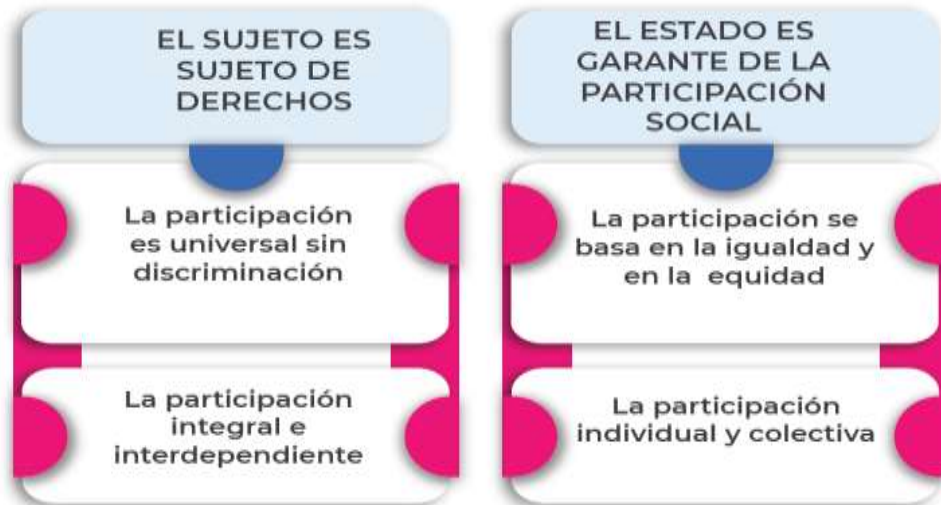 EL SUJETO ES
SUJETO DE
DERECHOS
La participación
es universal sin
discriminación
La participación
integral e
interdependiente
EL ESTADO ES
GARANTE DE LA
PARTICIPACIÓN
SOCIAL
La participación se
basa en la igualdad y
en la equidad
La participación
individual y colectiva